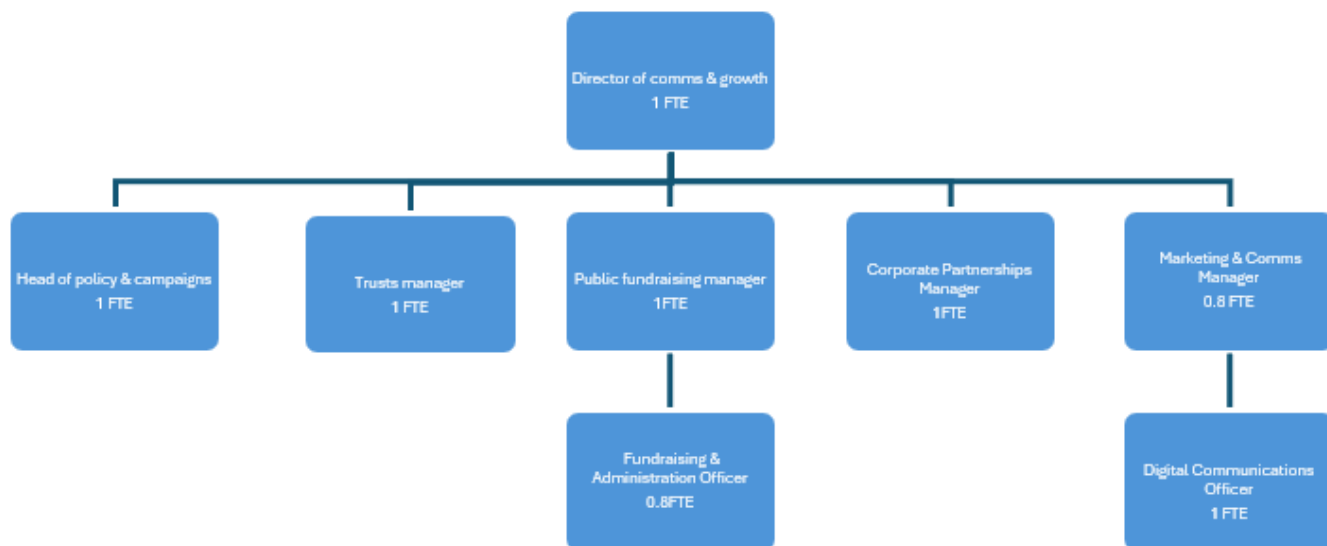 Director of comms & growth
1 FTE
Head of policy & campaigns
1 FTE
Trusts manager
1 FTE
Public fundraising manager
1FTE
Corporate Partnerships
Manager
1FTE
Marketing & Comms
Manager
0.8 FTE
Fundraising &
Administration Officer
0.8FTE
Digital Communications
Officer
1 FTE